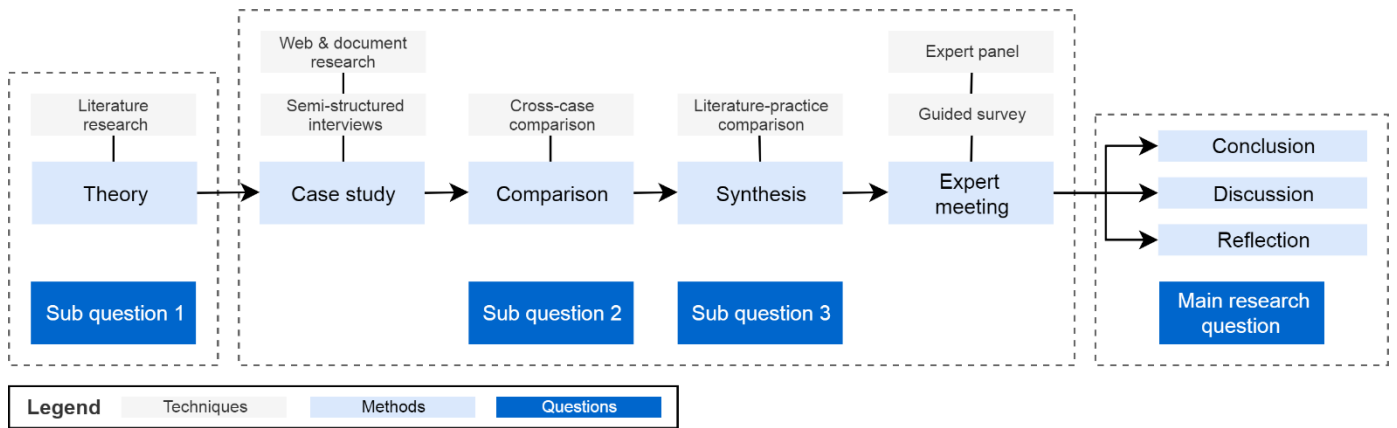 Web & document
research
Expert panel
Literature
research
Semi-structured
interviews
Cross-case
comparison
Literature-practice
comparison
Guided survey
Theory
Case study
Comparison
Synthesis
Expert
meeting
Conclusion
Discussion
Reflection
Sub question 1
Sub question 2
Sub question 3
Main research
question
Legend
Techniques
Methods
Questions